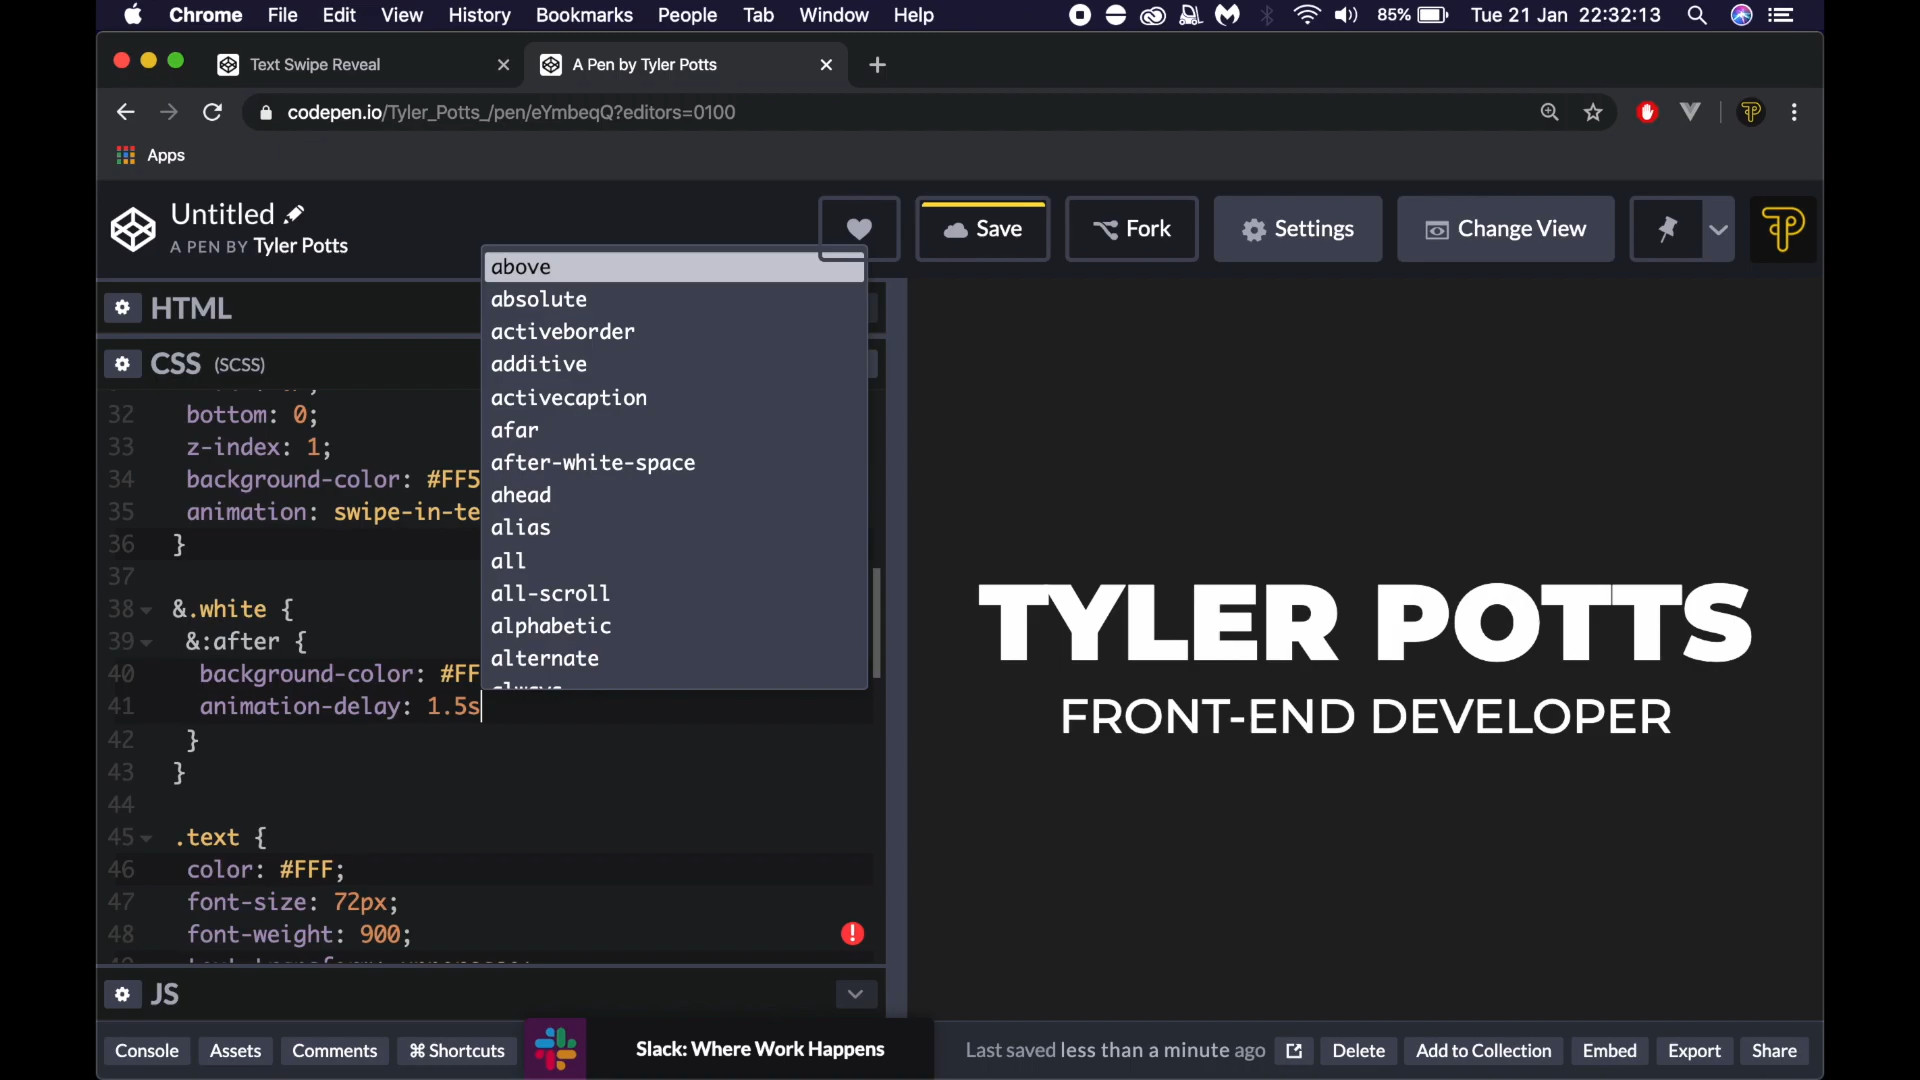 Chrome File Edit View History Bookmarks People Tab Window Help 85% Tue 21 Jan 22:32:13
Text Swipe Reveal A Pen by Tyler Potts
codepen.io/Tyler_Potts_/pen/eYmbeqQ?editors=0100
Apps
Untitled
A PEN BY Tyler Potts
Save Fork Settings Change View
HTML
CSS (SCSS)
32 bottom: 0;
33 z-index: 1;
34 background-color: #FF5
35 animation: swipe-in-te
36 }
37
38 &.white {
39 &:after {
40 background-color: #FF
41 animation-delay: 1.5s
42 }
43 }
44
45 .text {
46 color: #FFF;
47 font-size: 72px;
48 font-weight: 900;
above
absolute
activeborder
additive
activecaption
afar
after-white-space
ahead
alias
all
all-scroll
alphabetic
alternate
TYLER POTTS
FRONT-END DEVELOPER
JS
Console Assets Comments ⌘ Shortcuts Slack: Where Work Happens Last saved less than a minute ago Delete Add to Collection Embed Export Share